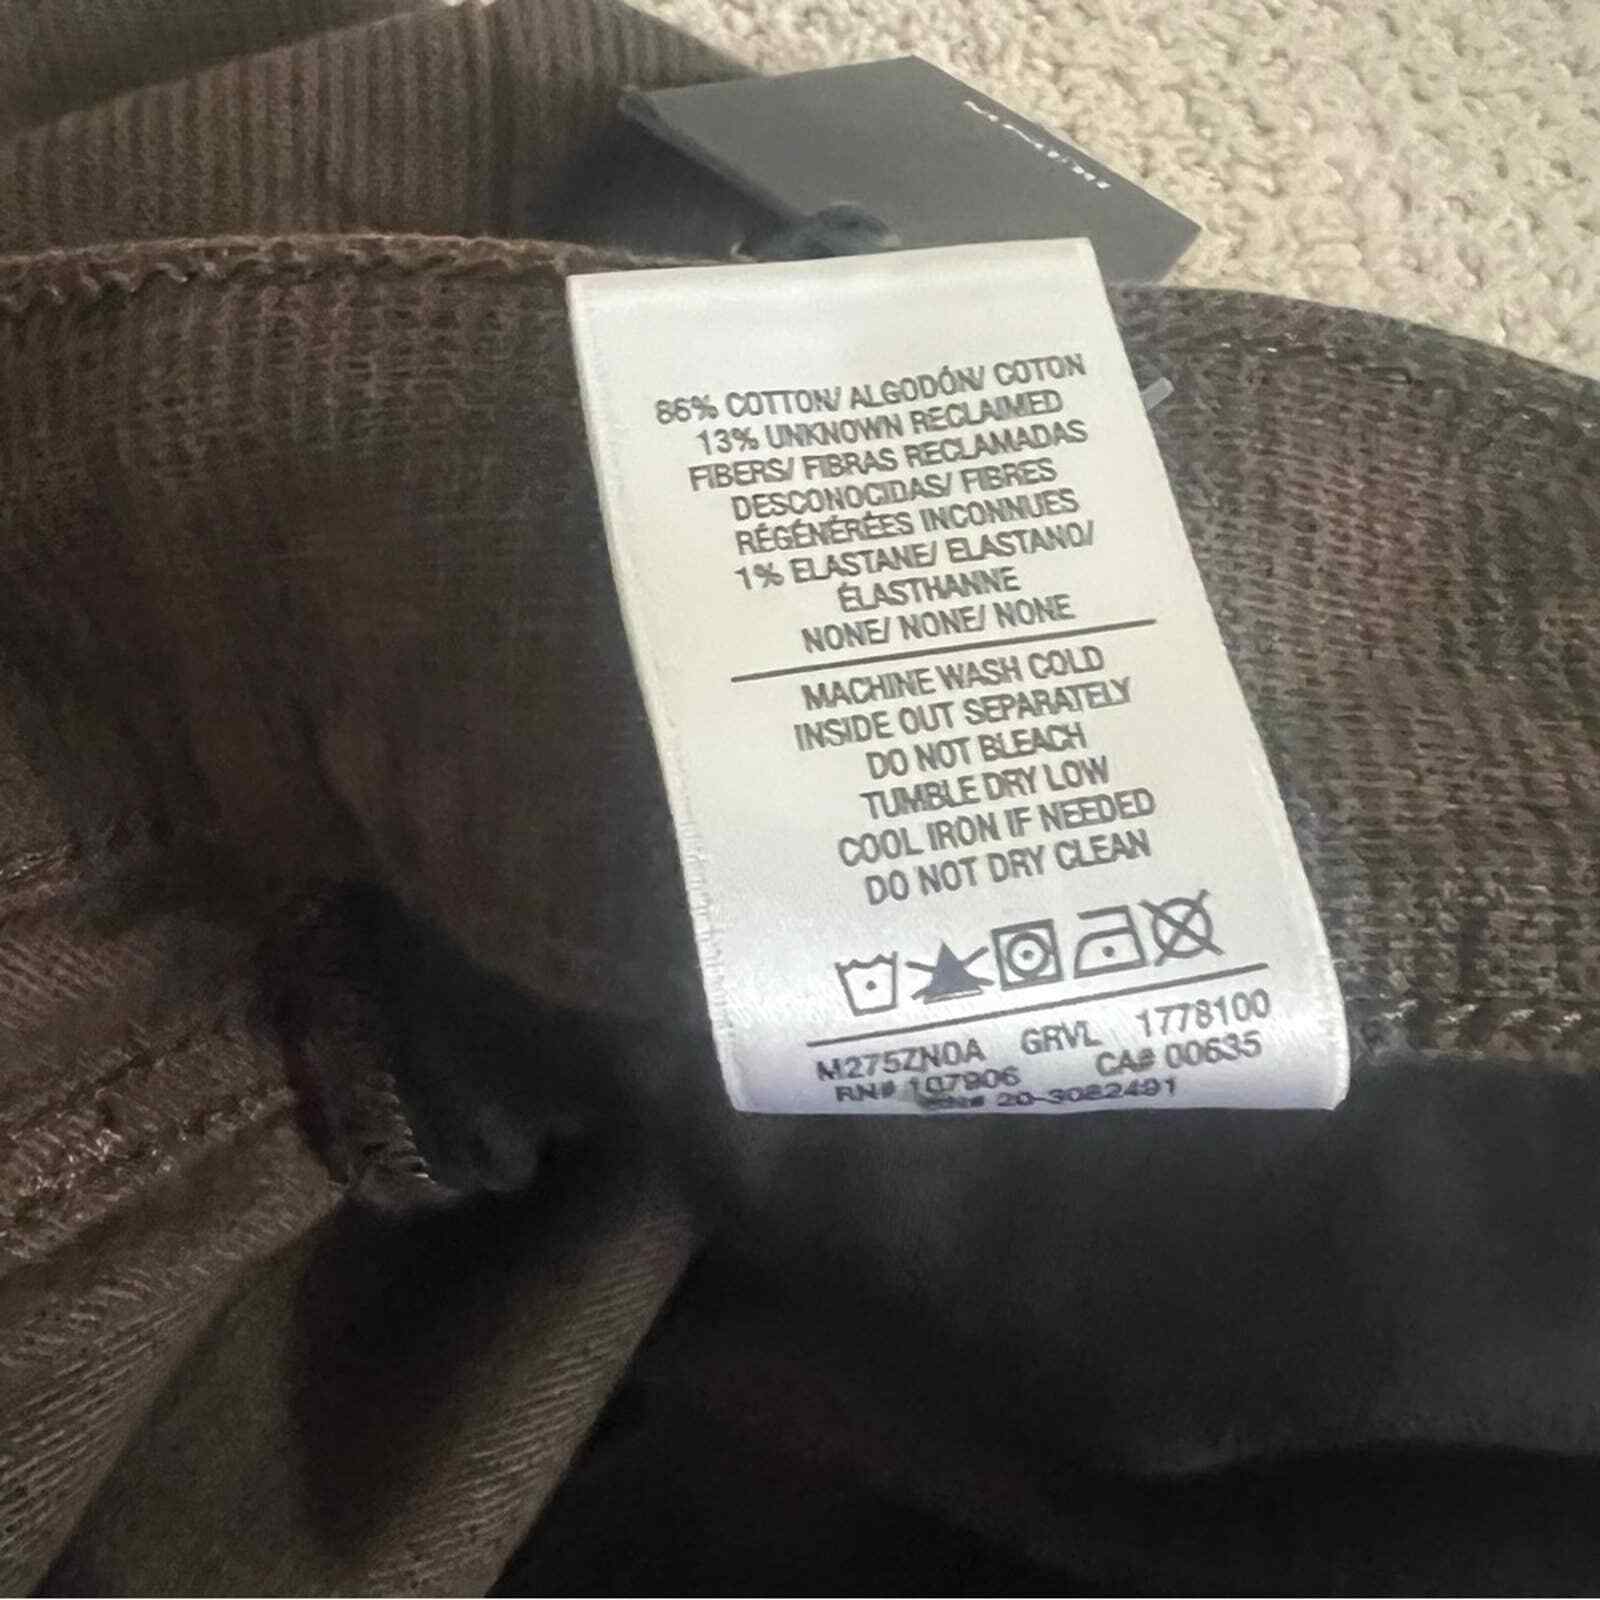 86% COTTON/ ALGODÓN/ COTON
13% UNKNOWN RECLAIMED
FIBERS/ FIBRAS RECLAMADAS
DESCONOCIDAS/ FIBRES
RÉGÉNÉRÉES INCONNUES
1% ELASTANE/ ELASTANO/
ÉLASTHANNE
NONE/ NONE/ NONE
MACHINE WASH COLD
INSIDE OUT SEPARATELY
DO NOT BLEACH
TUMBLE DRY LOW
COOL IRON IF NEEDED
DO NOT DRY CLEAN
M275ZNOA GRVL 1778100
RN# 107906 CA# 00635
20-3082491